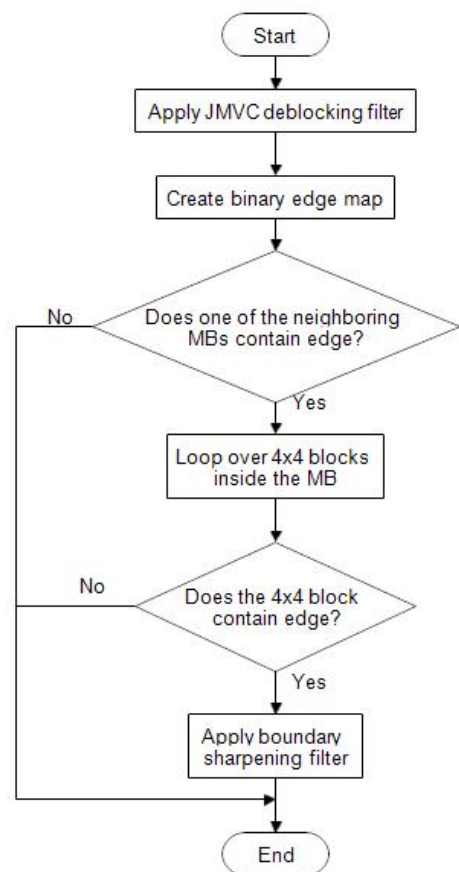 Start
Apply JMVC deblocking filter
Create binary edge map
Does one of the neighboring
MBs contain edge?
No
Yes
Loop over 4x4 blocks
inside the MB
Does the 4x4 block
contain edge?
No
Yes
Apply boundary
sharpening filter
End